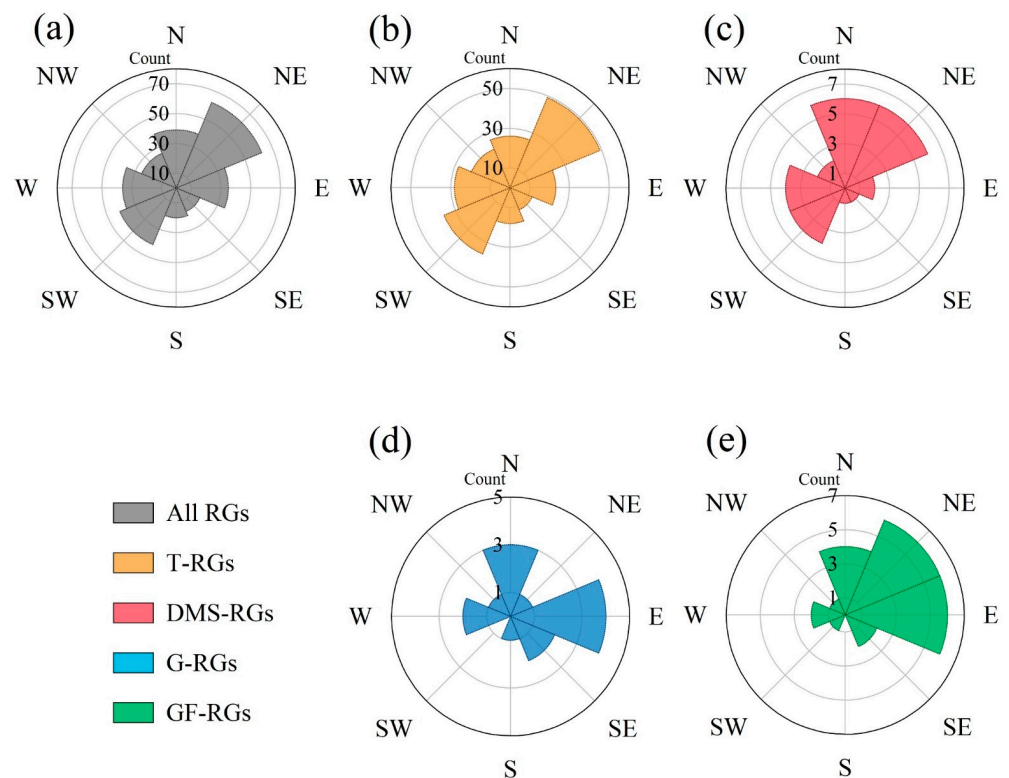 (a)
N
Count
NW
NE
70
50
30
10
W
E
SW
SE
S
(b)
N
Count
NW
NE
50
30
10
W
E
SW
SE
S
(c)
N
Count
NW
NE
7
5
3
1
W
E
SW
SE
S
(d)
N
Count
NW
NE
5
3
1
W
E
SW
SE
S
(e)
N
Count
NW
NE
7
5
3
1
W
E
SW
SE
S
All RGs
T-RGs
DMS-RGs
G-RGs
GF-RGs